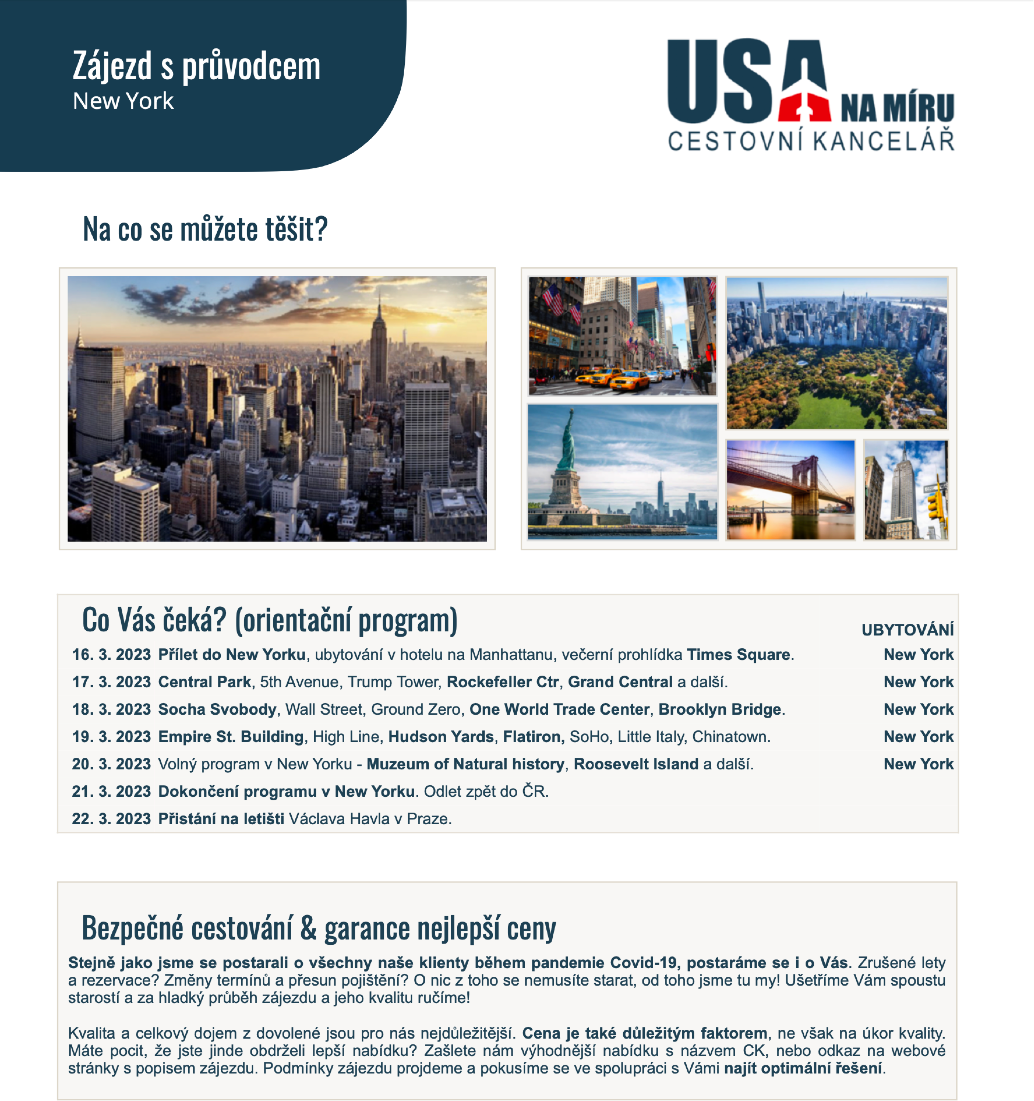 Zájezd s průvodcem
New York
USA NA MÍRU
CESTOVNÍ KANCELÁŘ
Na co se můžete těšit?
Co Vás čeká? (orientační program)
UBYTOVÁNÍ
16. 3. 2023 Přílet do New Yorku, ubytování v hotelu na Manhattanu, večerní prohlídka Times Square. New York
17. 3. 2023 Central Park, 5th Avenue, Trump Tower, Rockefeller Ctr, Grand Central a další. New York
18. 3. 2023 Socha Svobody, Wall Street, Ground Zero, One World Trade Center, Brooklyn Bridge. New York
19. 3. 2023 Empire St. Building, High Line, Hudson Yards, Flatiron, SoHo, Little Italy, Chinatown. New York
20. 3. 2023 Volný program v New Yorku - Muzeum of Natural history, Roosevelt Island a další. New York
21. 3. 2023 Dokončení programu v New Yorku. Odlet zpět do ČR.
22. 3. 2023 Přistání na letišti Václava Havla v Praze.
Bezpečné cestování & garance nejlepší ceny
Stejně jako jsme se postarali o všechny naše klienty během pandemie Covid-19, postaráme se i o Vás. Zrušené lety
a rezervace? Změny termínů a přesun pojištění? O nic z toho se nemusíte starat, od toho jsme tu my! Ušetříme Vám spoustu
starostí a za hladký průběh zájezdu a jeho kvalitu ručíme!
Kvalita a celkový dojem z dovolené jsou pro nás nejdůležitější. Cena je také důležitým faktorem, ne však na úkor kvality.
Máte pocit, že jste jinde obdrželi lepší nabídku? Zašlete nám výhodnější nabídku s názvem CK, nebo odkaz na webové
stránky s popisem zájezdu. Podmínky zájezdu projdeme a pokusíme se ve spolupráci s Vámi najít optimální řešení.